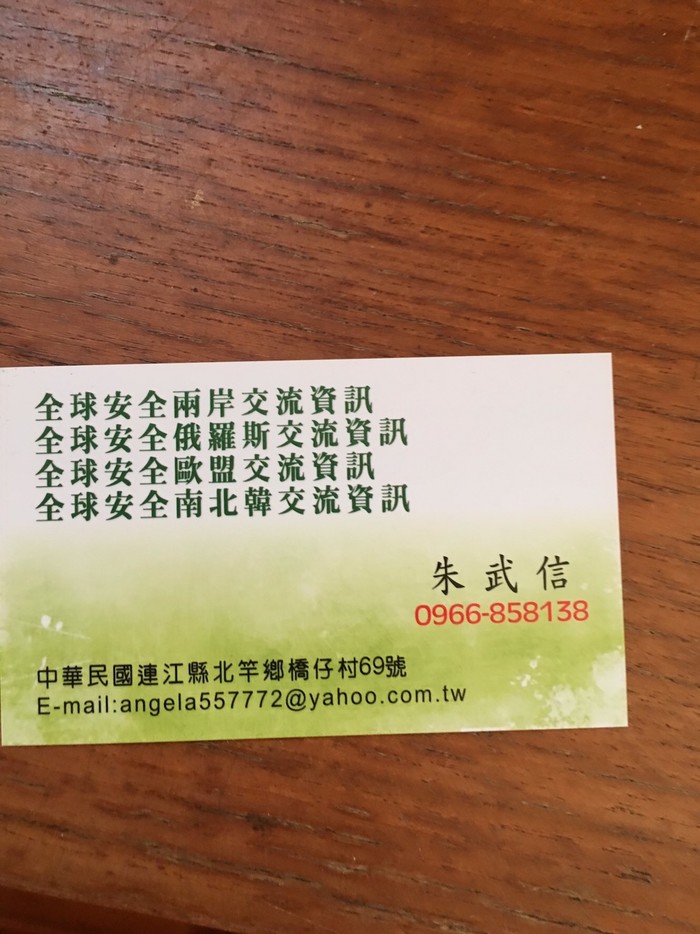 全球安全兩岸交流資訊
全球安全俄羅斯交流資訊
全球安全歐盟交流資訊
全球安全南北韓交流資訊
朱武信
0966-858138
中華民國連江縣北竿鄉橋仔村69號
E-mail:angela557772@yahoo.com.tw